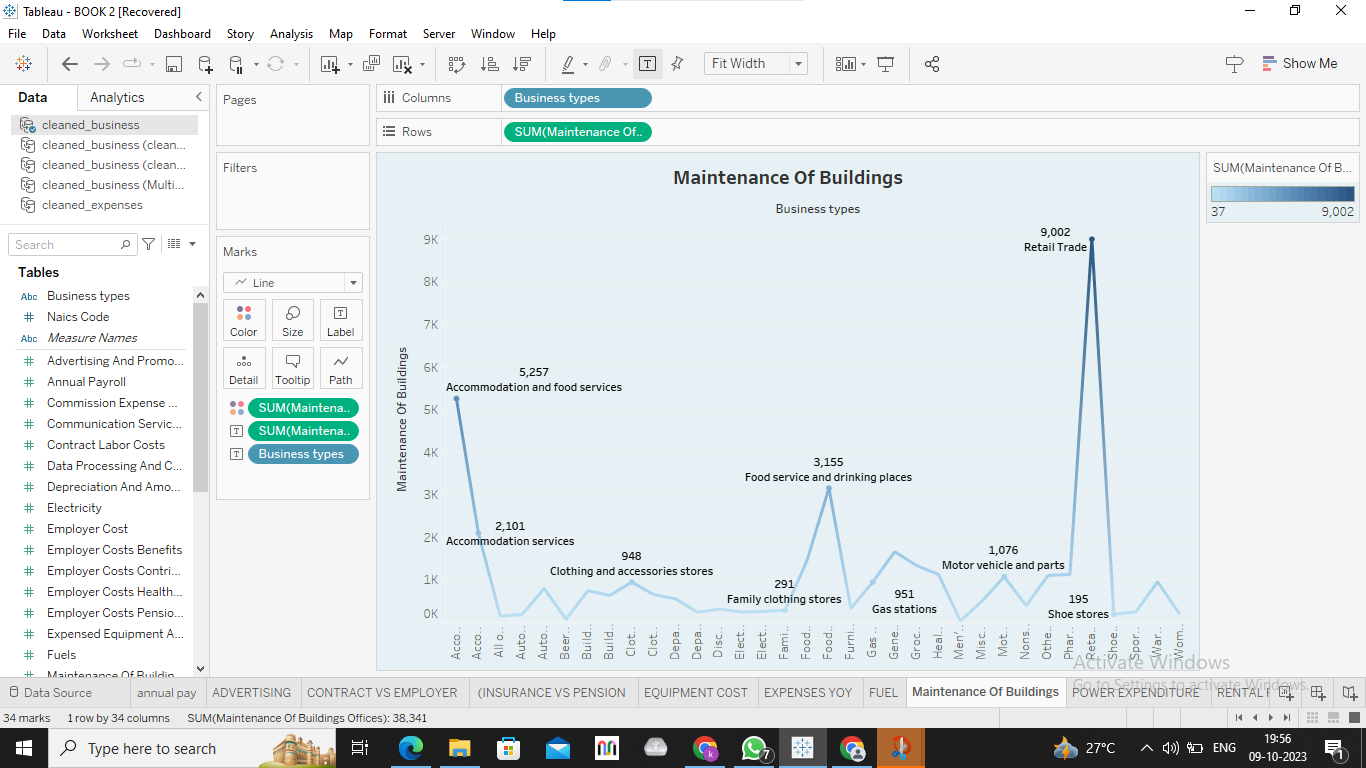 Tableau - BOOK 2 [Recovered]
File Data Worksheet Dashboard Story Analysis Map Format Server Window Help
Fit Width
Show Me
Data Analytics
cleaned_business
cleaned_business (clean...
cleaned_business (clean...
cleaned_business (Multi...
cleaned_expenses
Search
Tables
Abc Business types
# Naics Code
Abc Measure Names
# Advertising And Promo...
# Annual Payroll
# Commission Expense ...
# Communication Servic...
# Contract Labor Costs
# Data Processing And C...
# Depreciation And Amo...
# Electricity
# Employer Cost
# Employer Costs Benefits
# Employer Costs Contri...
# Employer Costs Health...
# Employer Costs Pensio...
# Expensed Equipment A...
# Fuels
# Maintenance Of Buildin
Pages
Filters
Marks
Line
Color Size Label
Detail Tooltip Path
SUM(Maintena..
T SUM(Maintena..
T Business types
Columns Business types
Rows SUM(Maintenance Of..
Maintenance Of Buildings
Business types
Maintenance Of Buildings
9K
8K
7K
6K
5K
4K
3K
2K
1K
0K
5,257
Accommodation and food services
2,101
Accommodation services
948
Clothing and accessories stores
291
Family clothing stores
3,155
Food service and drinking places
951
Gas stations
1,076
Motor vehicle and parts
9,002
Retail Trade
195
Shoe stores
Acco..
Acco..
All o..
Auto..
Auto..
Beer..
Build..
Build..
Clot..
Clot..
Depa..
Depa..
Disc..
Elect..
Elect..
Fami..
Food..
Food..
Furni..
Gas ..
Gene..
Groc..
Heal..
Men'..
Misc..
Mot..
Nons..
Othe..
Phar..
Reta..
Shoe..
Spor..
War..
Wom..
SUM(Maintenance Of B...
37 9,002
Activate Windows
Go to Settings to activate Windows.
Data Source annual pay ADVERTISING CONTRACT VS EMPLOYER (INSURANCE VS PENSION EQUIPMENT COST EXPENSES YOY FUEL Maintenance Of Buildings POWER EXPENDITURE RENTAL
34 marks 1 row by 34 columns SUM(Maintenance Of Buildings Offices): 38,341
Type here to search
7
k
27°C
ENG
19:56
09-10-2023
1